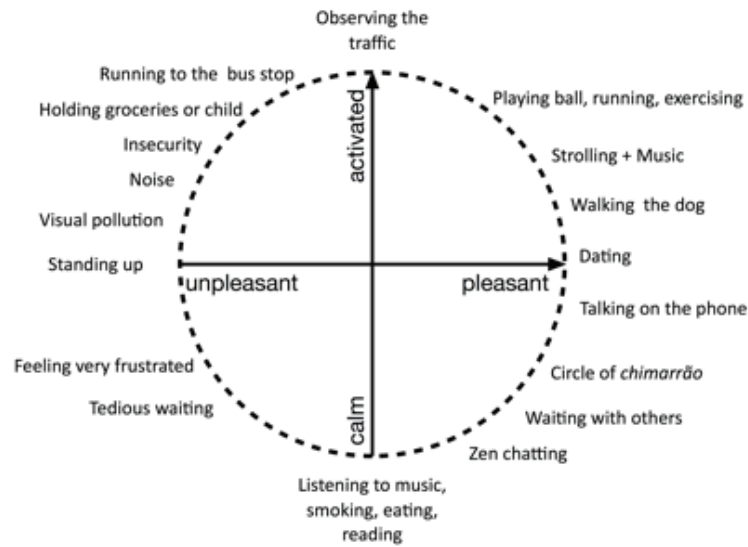 Observing the
traffic
Running to the bus stop
Playing ball, running, exercising
Holding groceries or child
activated
Insecurity
Strolling + Music
Noise
Walking the dog
Visual pollution
Dating
Standing up
unpleasant
pleasant
Talking on the phone
Feeling very frustrated
Circle of chimarrão
Tedious waiting
calm
Waiting with others
Zen chatting
Listening to music,
smoking, eating,
reading